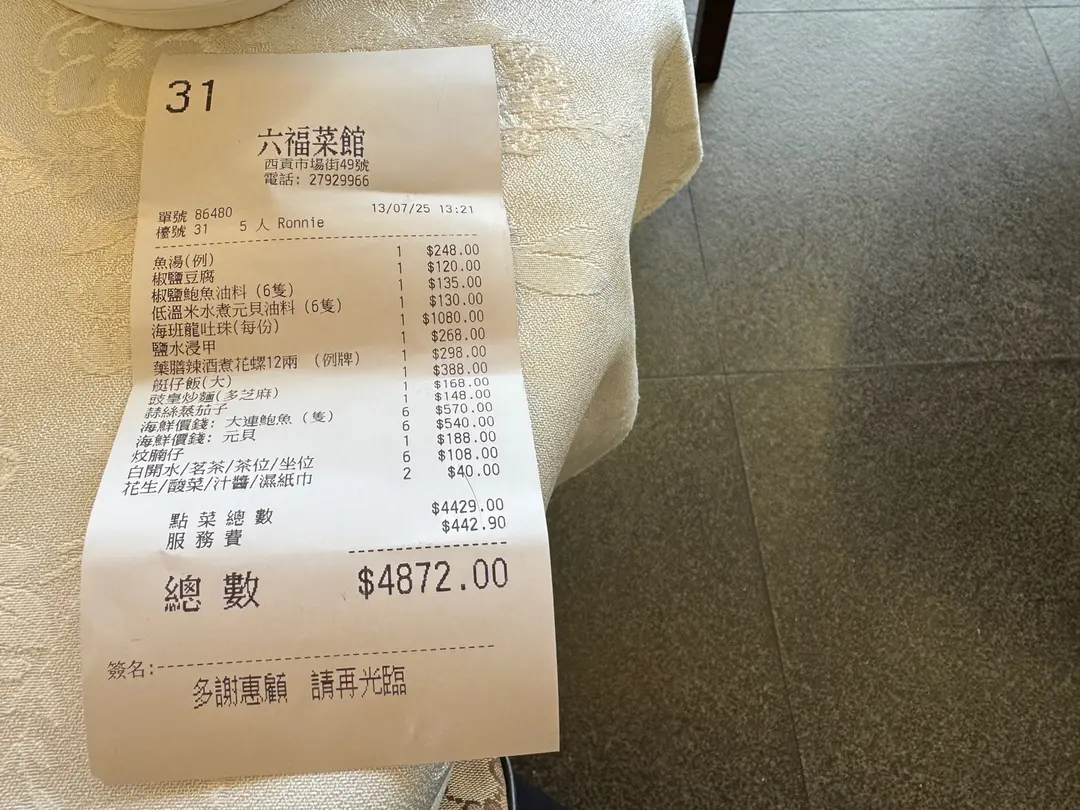 31
六福菜館
西貢市場街49號
電話: 27929966
單號 86480 13/07/25 13:21
檯號 31 5 人 Ronnie
魚湯(例) 1 $248.00
椒鹽豆腐 1 $120.00
椒鹽鮑魚油料 (6隻) 1 $135.00
低溫米水煮元貝油料 (6隻) 1 $130.00
海班龍吐珠(每份) 1 $1080.00
鹽水浸甲 1 $268.00
藥膳辣酒煮花螺12兩 (例牌) 1 $298.00
艇仔飯(大) 1 $388.00
豉皇炒麵(多芝麻) 1 $168.00
蒜絲蒸茄子 1 $148.00
海鮮價錢: 大連鮑魚 (隻) 6 $570.00
海鮮價錢: 元貝 6 $540.00
炆腩仔 1 $188.00
白開水/茗茶/茶位/坐位 6 $108.00
花生/酸菜/汁醬/濕紙巾 2 $40.00
點菜總數 $4429.00
服務費 $442.90
總數 $4872.00
簽名:
多謝惠顧 請再光臨